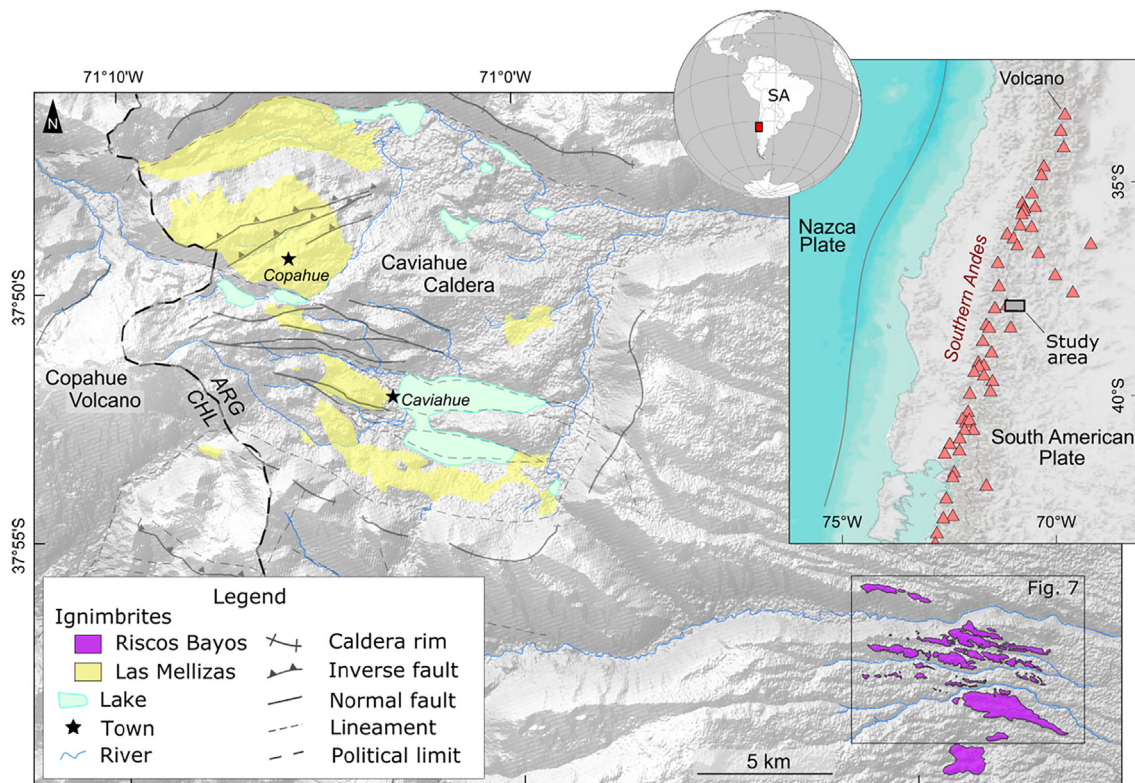 71°10'W
71°0'W
N
SA
Volcano
35°S
Nazca
Plate
Southern Andes
Copahue
Caviahue
Caldera
37°50'S
Study
area
Copahue
Volcano
ARG
CHL
Caviahue
40°S
South American
Plate
75°W
70°W
37°55'S
Fig. 7
Legend
Ignimbrites
Riscos Bayos
Caldera rim
Las Mellizas
Inverse fault
Lake
Normal fault
Town
Lineament
River
Political limit
5 km